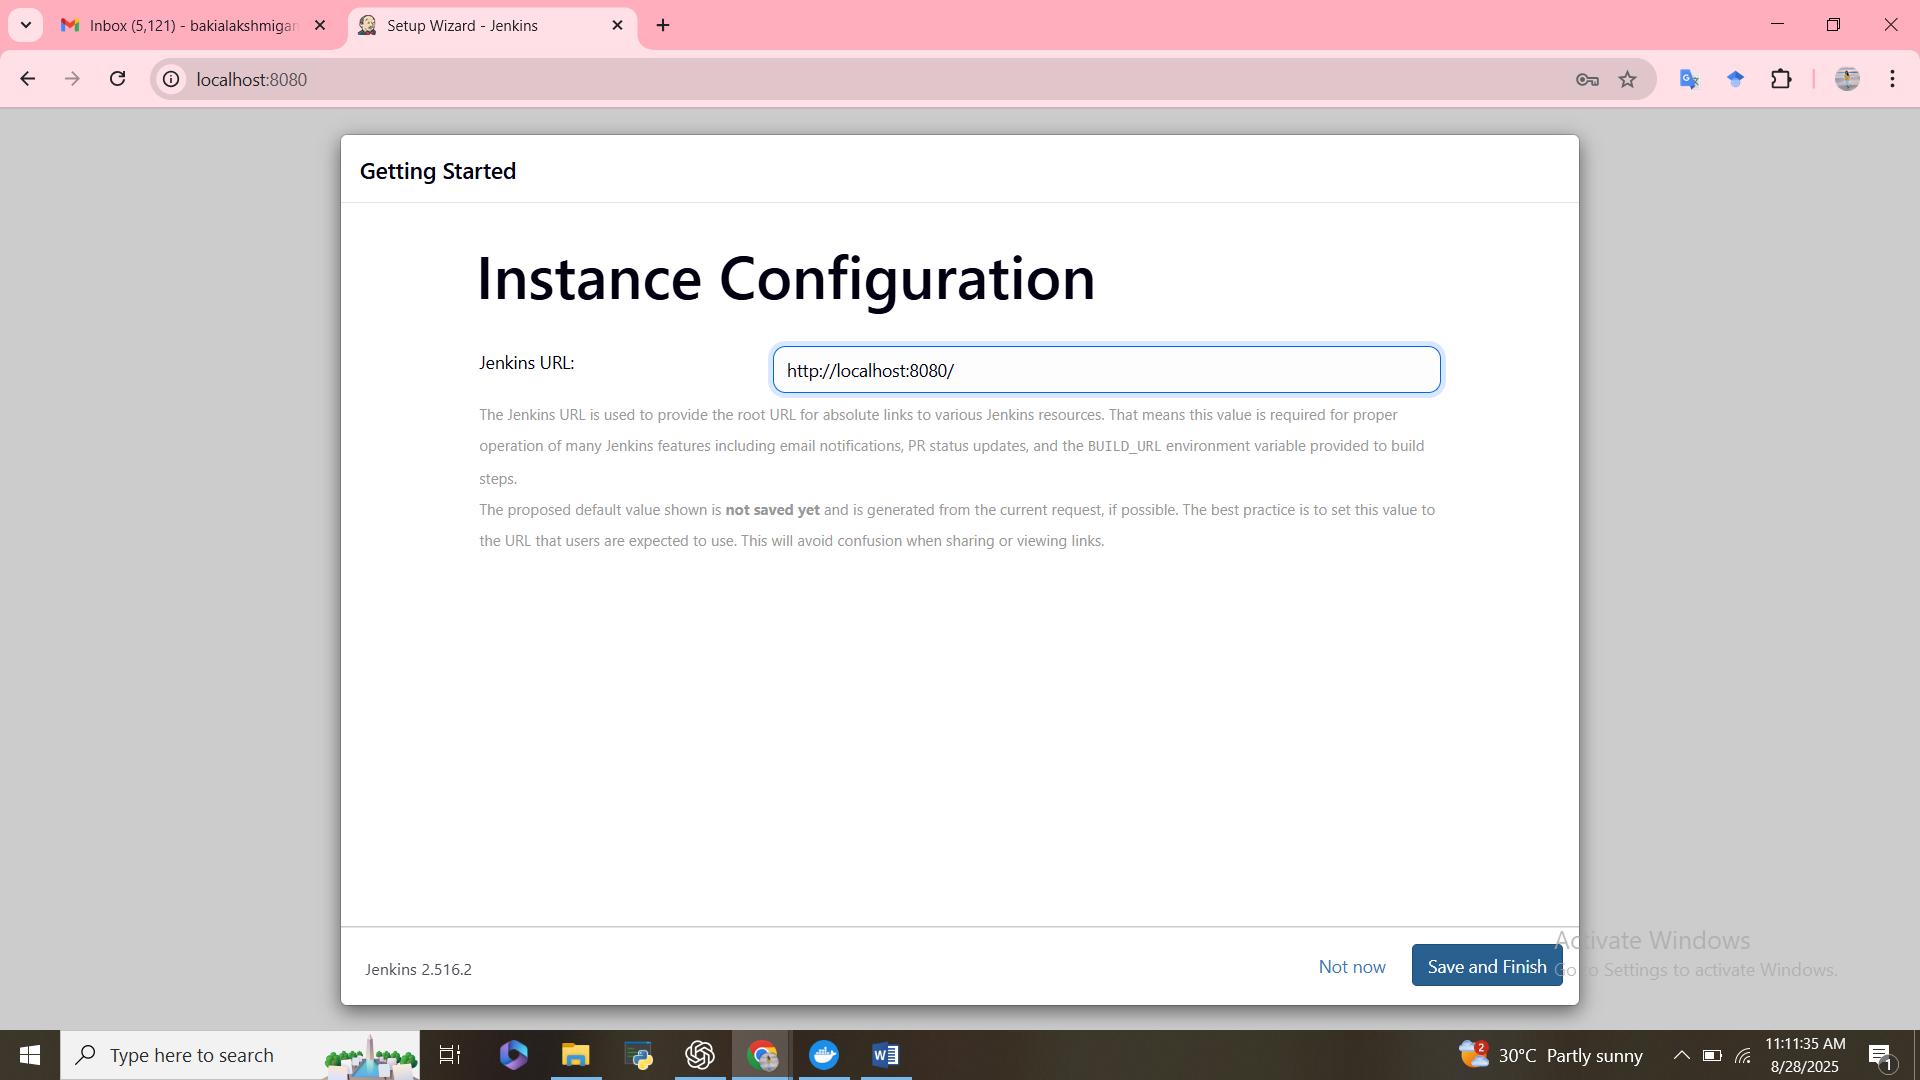 Inbox (5,121) - bakialakshmigan
Setup Wizard - Jenkins
localhost:8080
Getting Started
Instance Configuration
Jenkins URL:
http://localhost:8080/
The Jenkins URL is used to provide the root URL for absolute links to various Jenkins resources. That means this value is required for proper
operation of many Jenkins features including email notifications, PR status updates, and the BUILD_URL environment variable provided to build
steps.
The proposed default value shown is not saved yet and is generated from the current request, if possible. The best practice is to set this value to
the URL that users are expected to use. This will avoid confusion when sharing or viewing links.
Jenkins 2.516.2
Not now
Save and Finish
Activate Windows
Go to Settings to activate Windows.
Type here to search
2
30°C Partly sunny
11:11:35 AM
8/28/2025
1